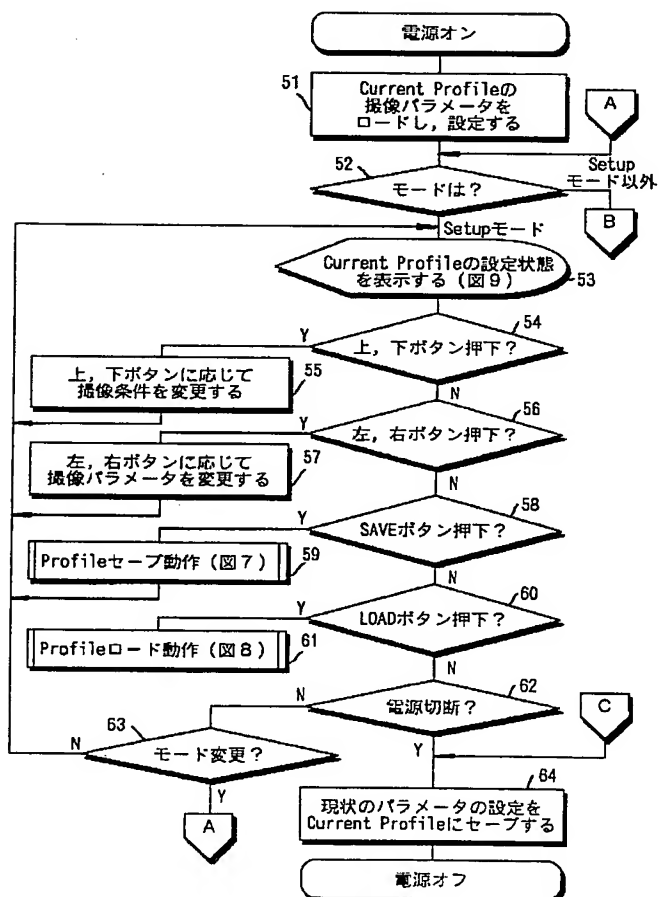 電源オン
51
Current Profileの
撮像パラメータを
ロードし，設定する
A
52
モードは？
Setup
モード以外
B
Setupモード
Current Profileの設定状態
を表示する（図９）
53
54
上，下ボタン押下？
Y
N
上，下ボタンに応じて
撮像条件を変更する
55
56
左，右ボタン押下？
Y
N
左，右ボタンに応じて
撮像パラメータを変更する
57
58
SAVEボタン押下？
Y
N
Profileセーブ動作（図７）
59
60
LOADボタン押下？
Y
N
Profileロード動作（図８）
61
62
電源切断？
N
Y
63
モード変更？
N
Y
A
C
64
現状のパラメータの設定を
Current Profileにセーブする
電源オフ